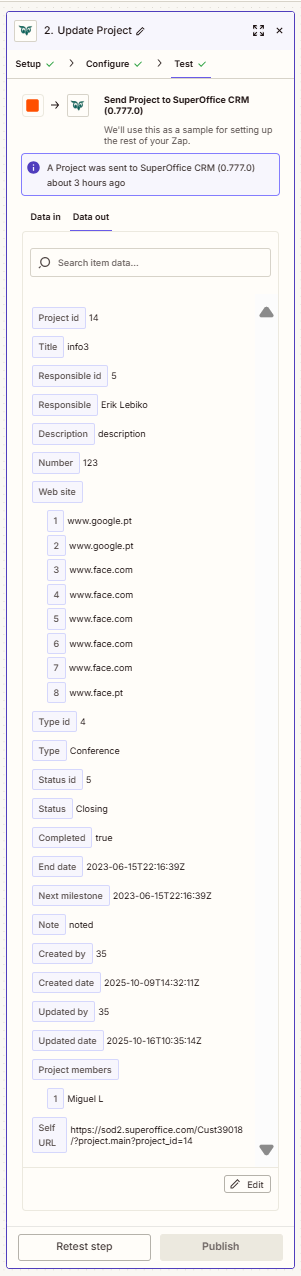 2. Update Project
Setup
Configure
Test
Send Project to SuperOffice CRM
(0.777.0)
We'll use this as a sample for setting up
the rest of your Zap.
A Project was sent to SuperOffice CRM (0.777.0)
about 3 hours ago
Data in Data out
Search item data...
Project id 14
Title info3
Responsible id 5
Responsible Erik Lebiko
Description description
Number 123
Web site
1 www.google.pt
2 www.google.pt
3 www.face.com
4 www.face.com
5 www.face.com
6 www.face.com
7 www.face.com
8 www.face.pt
Type id 4
Type Conference
Status id 5
Status Closing
Completed true
End date 2023-06-15T22:16:39Z
Next milestone 2023-06-15T22:16:39Z
Note noted
Created by 35
Created date 2025-10-09T14:32:11Z
Updated by 35
Updated date 2025-10-16T10:35:14Z
Project members
1 Miguel L
Self URL https://sod2.superoffice.com/Cust39018
/?project.main?project_id=14
Edit
Retest step Publish